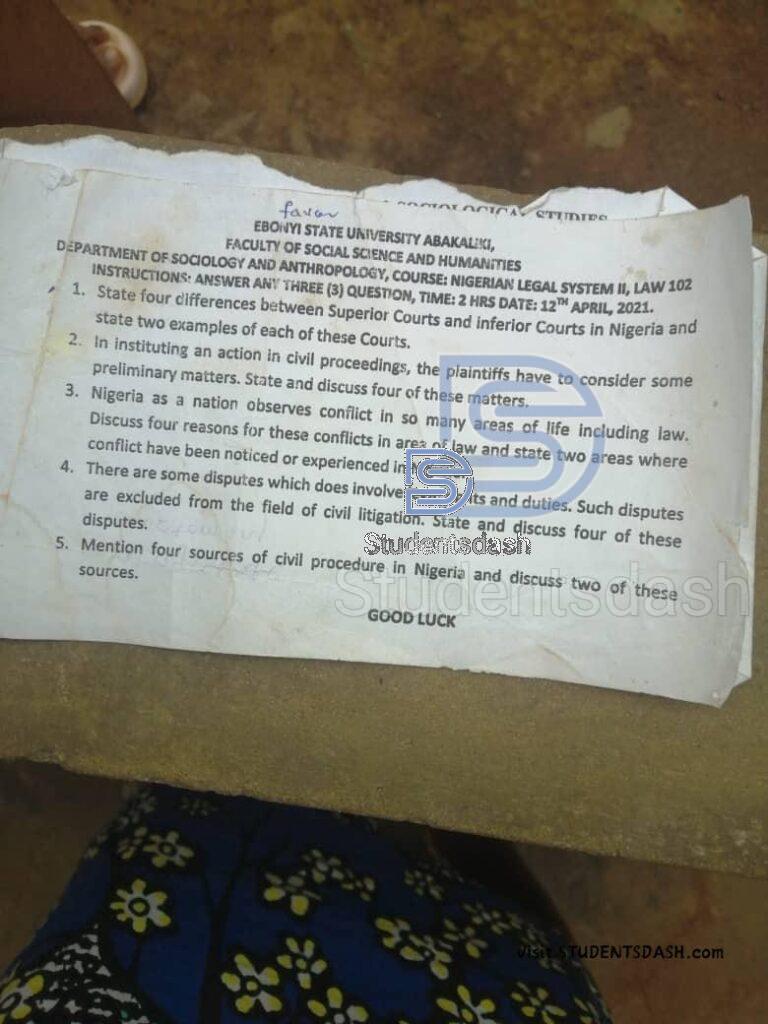 SOCIOLOGICAL STUDIES
favour
EBONYI STATE UNIVERSITY ABAKALIKI,
FACULTY OF SOCIAL SCIENCE AND HUMANITIES
DEPARTMENT OF SOCIOLOGY AND ANTHROPOLOGY, COURSE: NIGERIAN LEGAL SYSTEM II, LAW 102
INSTRUCTIONS: ANSWER ANY THREE (3) QUESTION, TIME: 2 HRS DATE: 12TH APRIL, 2021.
1. State four differences between Superior Courts and inferior Courts in Nigeria and
state two examples of each of these Courts.
2. In instituting an action in civil proceedings, the plaintiffs have to consider some
preliminary matters. State and discuss four of these matters.
3. Nigeria as a nation observes conflict in so many areas of life including law.
Discuss four reasons for these conflicts in area of law and state two areas where
conflict have been noticed or experienced in
4. There are some disputes which does involve and duties. Such disputes
are excluded from the field of civil litigation. State and discuss four of these
disputes.
5. Mention four sources of civil procedure in Nigeria and discuss two of these
sources.
GOOD LUCK
Studentsdash
Studentsdash
Visit STUDENTSDASH.com